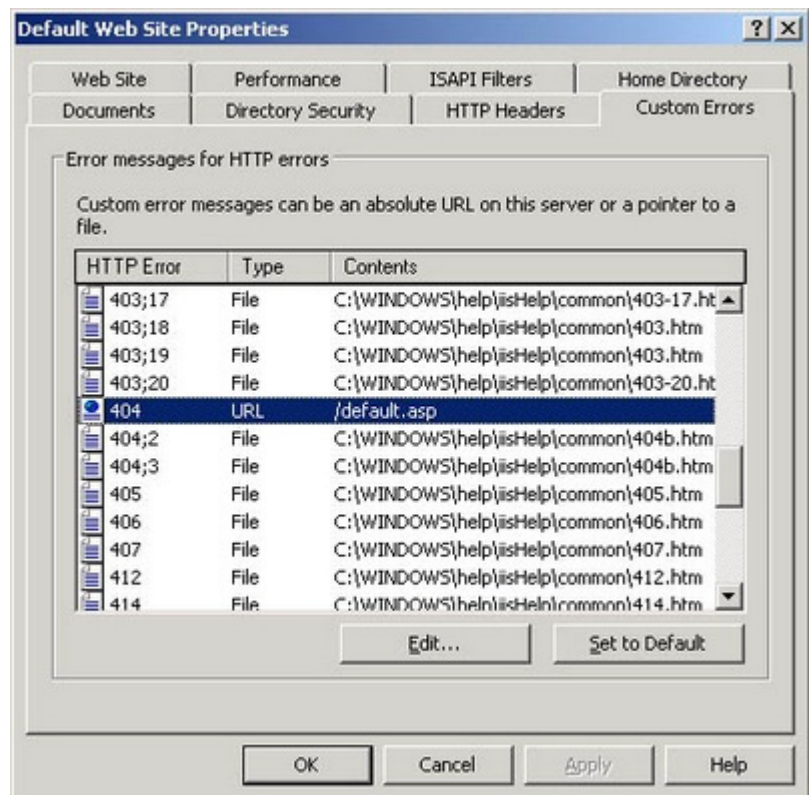 Default Web Site Properties
Web Site Performance ISAPI Filters Home Directory
Documents Directory Security HTTP Headers Custom Errors
Error messages for HTTP errors
Custom error messages can be an absolute URL on this server or a pointer to a
file.
HTTP Error Type Contents
403;17 File C:\WINDOWS\help\iisHelp\common\403-17.ht
403;18 File C:\WINDOWS\help\iisHelp\common\403.htm
403;19 File C:\WINDOWS\help\iisHelp\common\403.htm
403;20 File C:\WINDOWS\help\iisHelp\common\403-20.ht
404 URL /default.asp
404;2 File C:\WINDOWS\help\iisHelp\common\404b.htm
404;3 File C:\WINDOWS\help\iisHelp\common\404b.htm
405 File C:\WINDOWS\help\iisHelp\common\405.htm
406 File C:\WINDOWS\help\iisHelp\common\406.htm
407 File C:\WINDOWS\help\iisHelp\common\407.htm
412 File C:\WINDOWS\help\iisHelp\common\412.htm
414 File C:\WINDOWS\help\iisHelp\common\414.htm
Edit... Set to Default
OK Cancel Apply Help